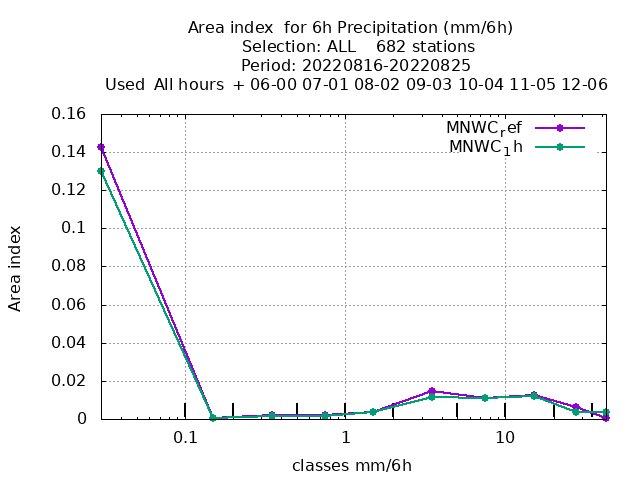 Area index  for 6h Precipitation (mm/6h)
Selection: ALL    682 stations
Period: 20220816-20220825
Used  All hours  + 06-00 07-01 08-02 09-03 10-04 11-05 12-06
MNWC_ref
MNWC_1h
0.16
0.14
0.12
0.1
0.08
0.06
0.04
0.02
0
Area index
0.1
1
10
classes mm/6h